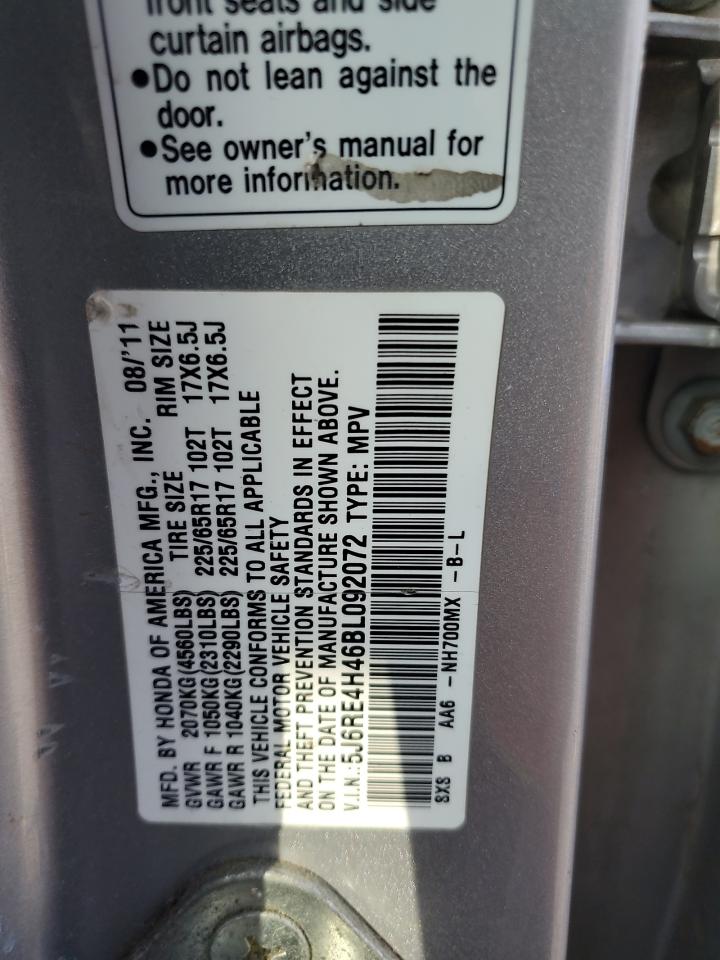 front seats and side
curtain airbags.
●Do not lean against the
door.
●See owner's manual for
more information.
MFD. BY HONDA OF AMERICA MFG., INC. 08/'11
TIRE SIZE RIM SIZE
GVWR 2070KG(4560LBS)
GAWR F 1050KG(2310LBS) 225/65R17 102T 17X6.5J
GAWR R 1040KG(2290LBS) 225/65R17 102T 17X6.5J
THIS VEHICLE CONFORMS TO ALL APPLICABLE
FEDERAL MOTOR VEHICLE SAFETY
AND THEFT PREVENTION STANDARDS IN EFFECT
ON THE DATE OF MANUFACTURE SHOWN ABOVE.
V.I.N.:5J6RE4H46BL092072 TYPE: MPV
SXS B AA6 -NH700MX -B-L